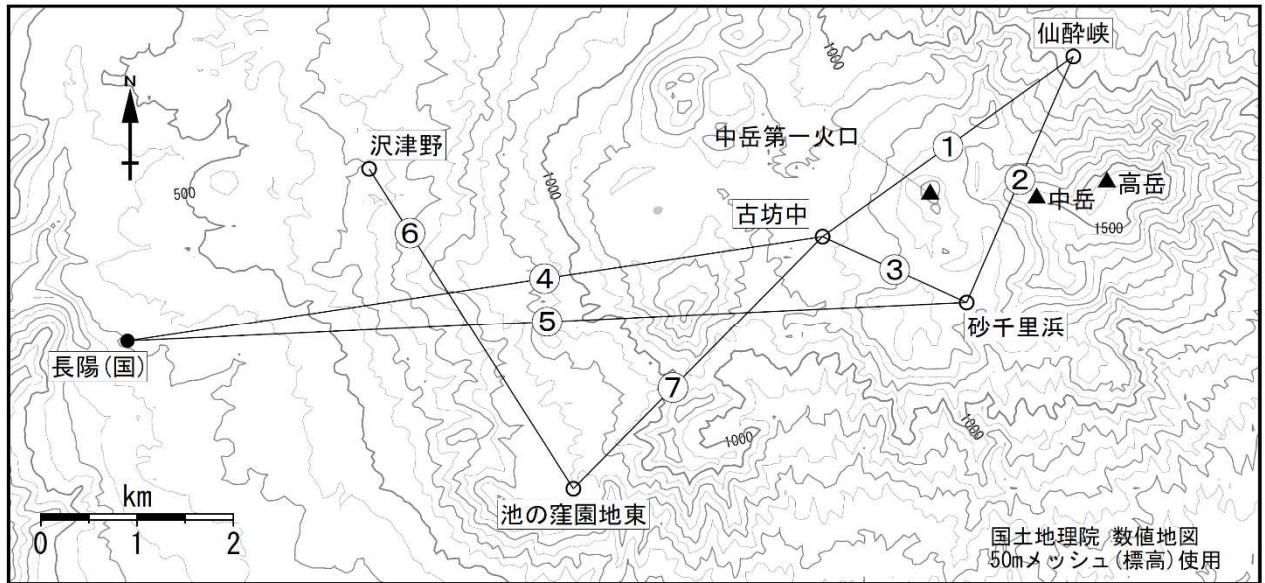 仙酔峡
1000
N
沢津野
中岳第一火口
①
②
高岳
中岳
500
1000
古坊中
1500
⑥
④
③
⑤
砂千里浜
長陽(国)
⑦
1000
1000
km
池の窪園地東
0 1 2
国土地理院 数値地図
50mメッシュ(標高)使用